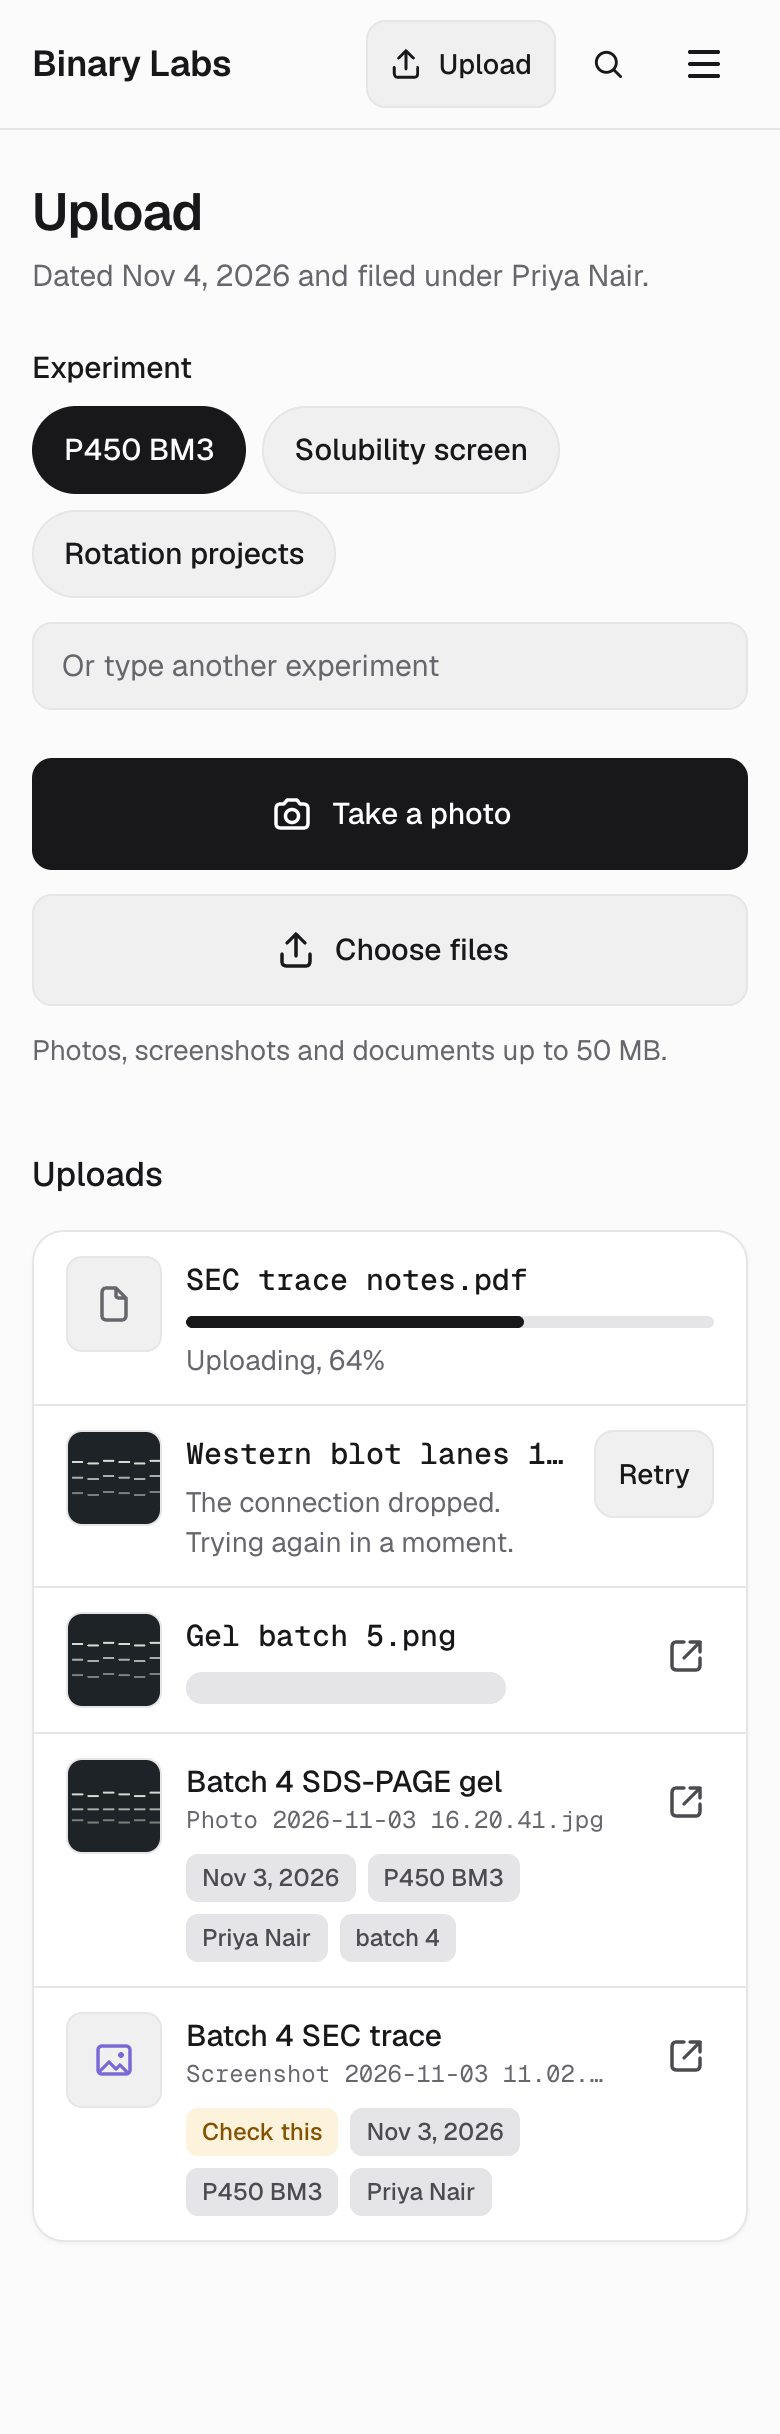 Binary Labs
Upload
Upload
Dated Nov 4, 2026 and filed under Priya Nair.
Experiment
P450 BM3
Solubility screen
Rotation projects
Or type another experiment
Take a photo
Choose files
Photos, screenshots and documents up to 50 MB.
Uploads
SEC trace notes.pdf
Uploading, 64%
Western blot lanes 1…
Retry
The connection dropped.
Trying again in a moment.
Gel batch 5.png
Batch 4 SDS-PAGE gel
Photo 2026-11-03 16.20.41.jpg
Nov 3, 2026
P450 BM3
Priya Nair
batch 4
Batch 4 SEC trace
Screenshot 2026-11-03 11.02.…
Check this
Nov 3, 2026
P450 BM3
Priya Nair